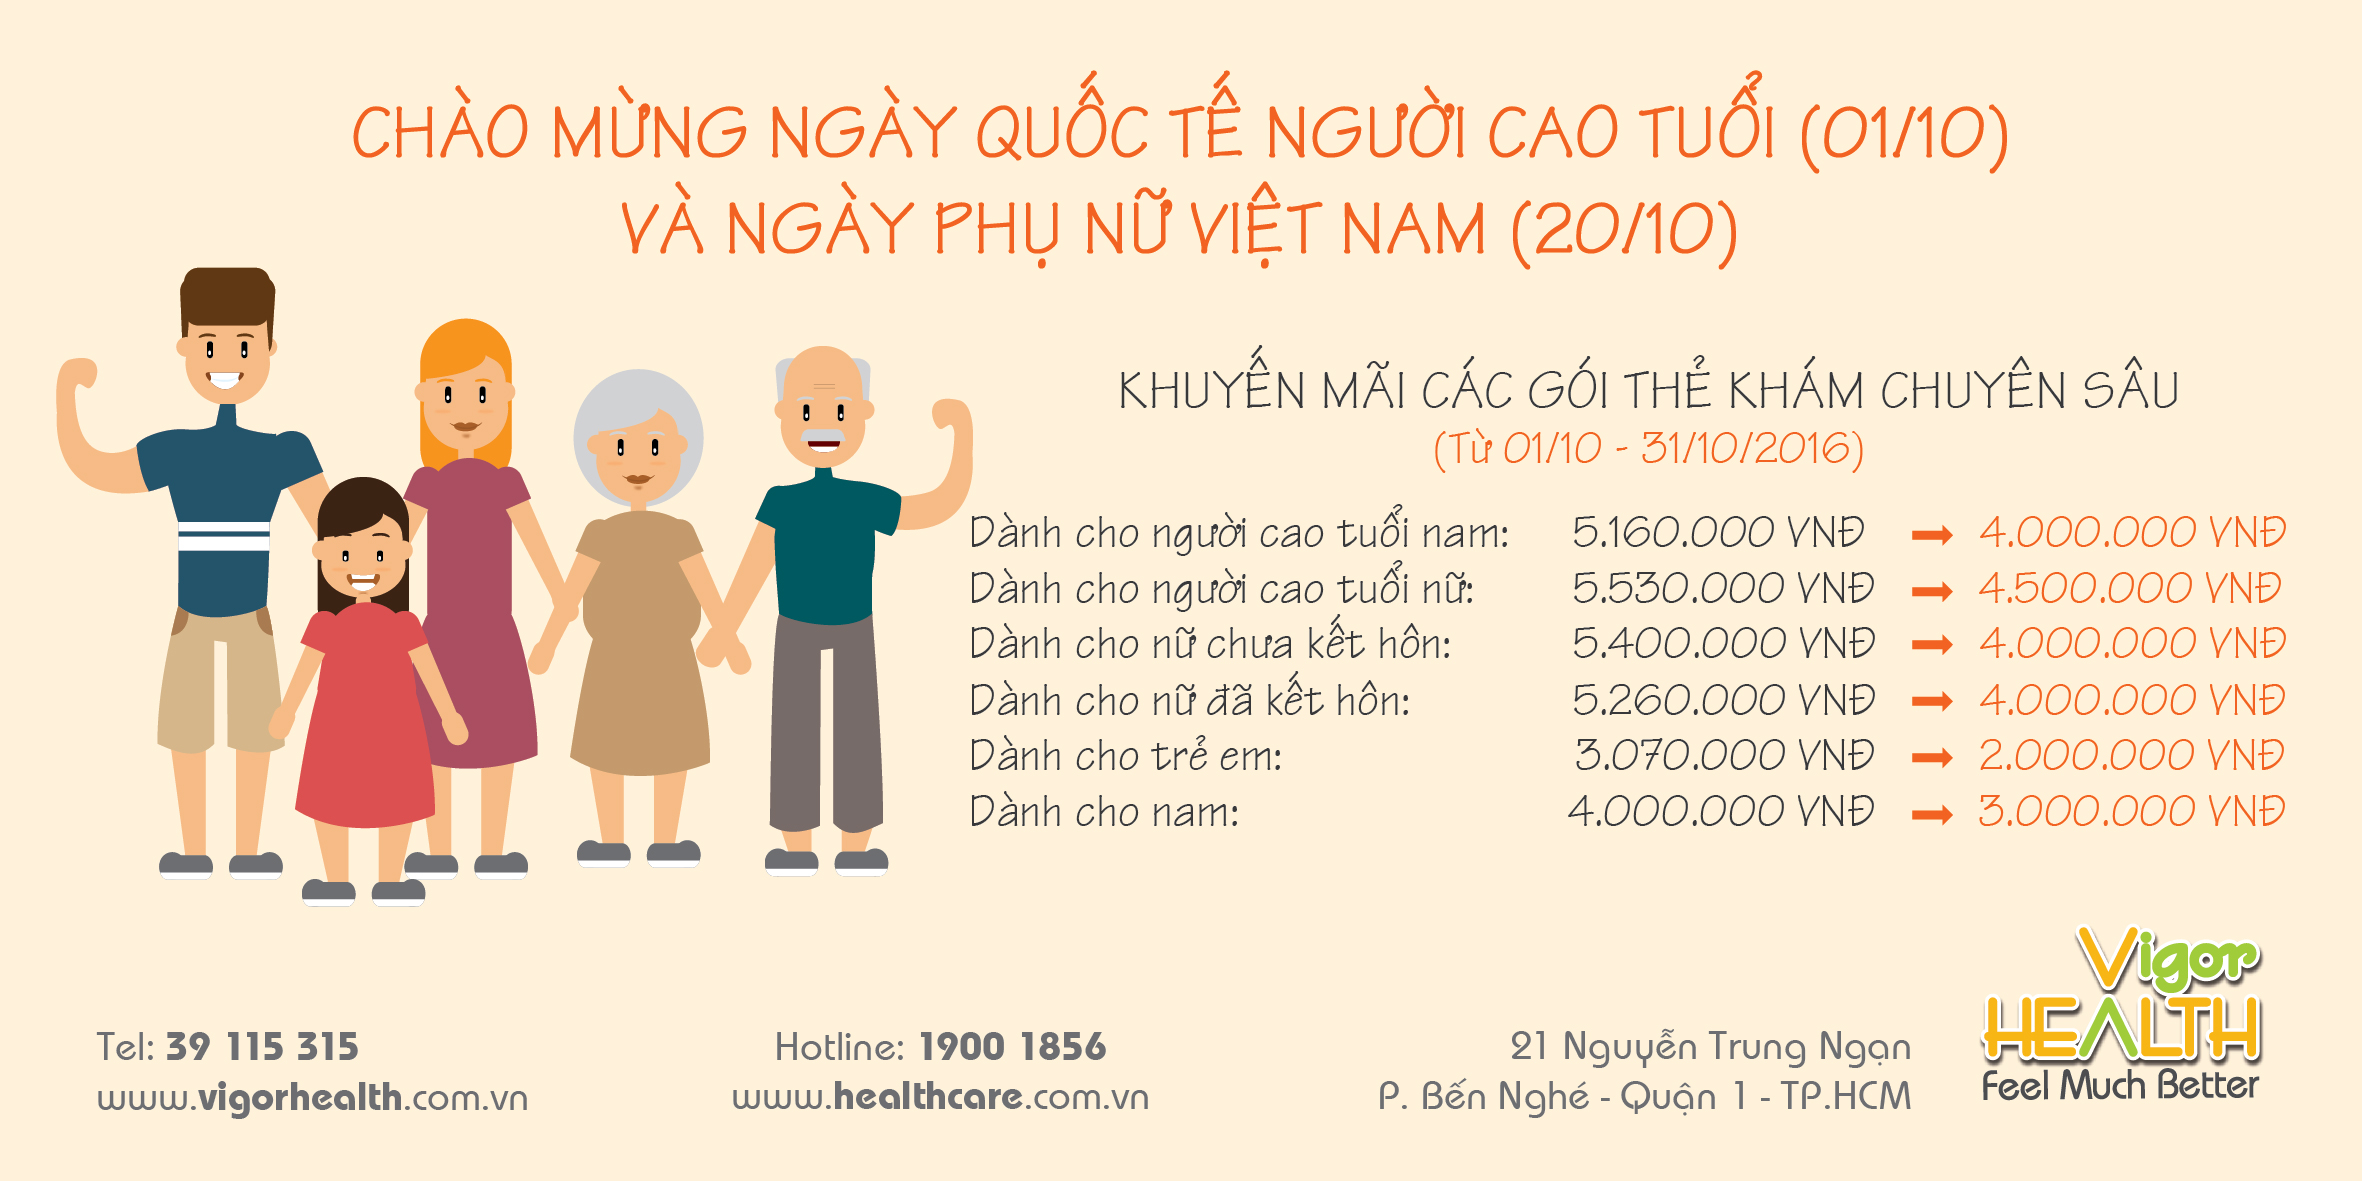 CHÀO MỪNG NGÀY QUỐC TẾ NGƯỜI CAO TUỔI (01/10)
VÀ NGÀY PHỤ NỮ VIỆT NAM (20/10)
KHUYẾN MÃI CÁC GÓI THẺ KHÁM CHUYÊN SÂU
(Từ 01/10 - 31/10/2016)
Dành cho người cao tuổi nam: 5.160.000 VNĐ ➡ 4.000.000 VNĐ
Dành cho người cao tuổi nữ: 5.530.000 VNĐ ➡ 4.500.000 VNĐ
Dành cho nữ chưa kết hôn: 5.400.000 VNĐ ➡ 4.000.000 VNĐ
Dành cho nữ đã kết hôn: 5.260.000 VNĐ ➡ 4.000.000 VNĐ
Dành cho trẻ em: 3.070.000 VNĐ ➡ 2.000.000 VNĐ
Dành cho nam: 4.000.000 VNĐ ➡ 3.000.000 VNĐ
Tel: 39 115 315
www.vigorhealth.com.vn
Hotline: 1900 1856
www.healthcare.com.vn
21 Nguyễn Trung Ngạn
P. Bến Nghé - Quận 1 - TP.HCM
Vigor
HEALTH
Feel Much Better